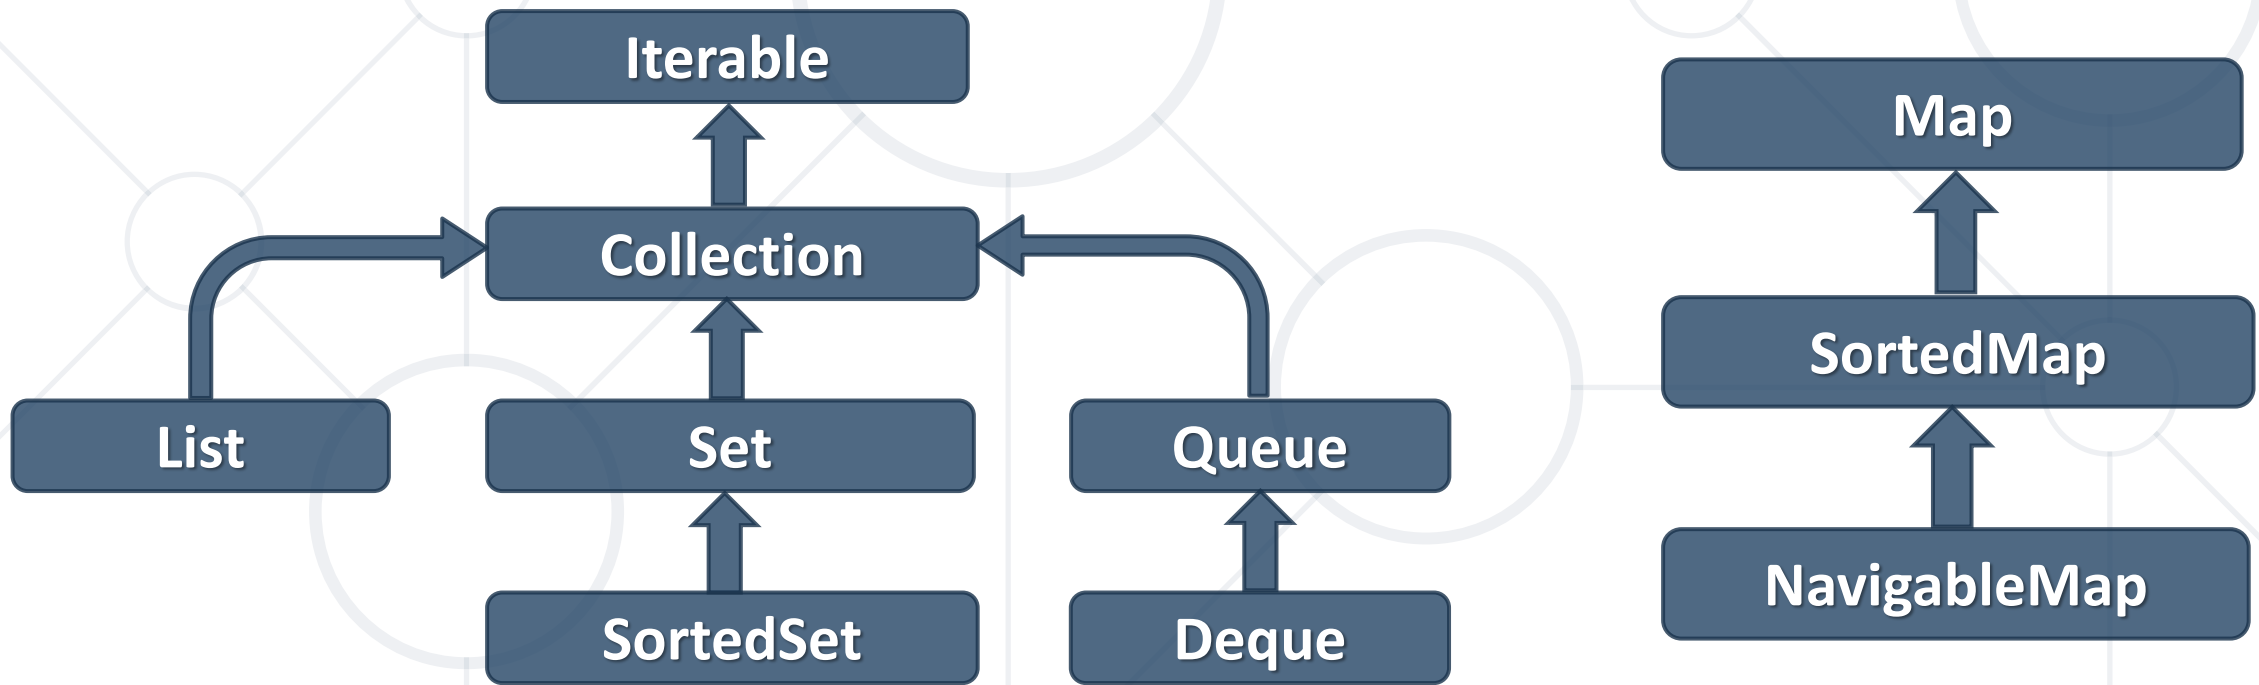 Iterable
Collection
List
Set
Queue
SortedSet
Deque
Map
SortedMap
NavigableMap